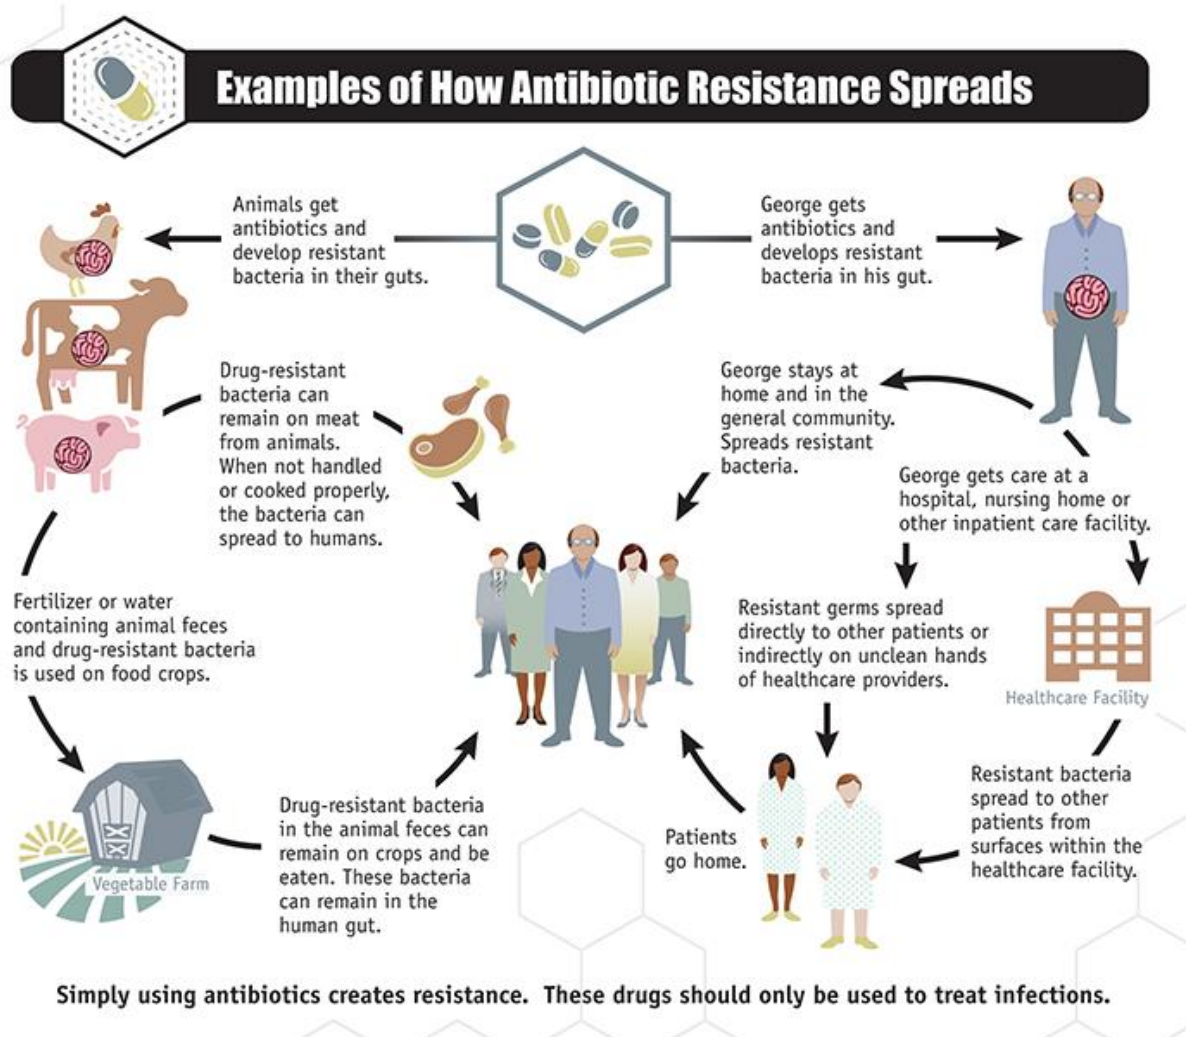 Examples of How Antibiotic Resistance Spreads
Animals get
antibiotics and
develop resistant
bacteria in their guts.
George gets
antibiotics and
develops resistant
bacteria in his gut.
Drug-resistant
bacteria can
remain on meat
from animals.
When not handled
or cooked properly,
the bacteria can
spread to humans.
George stays at
home and in the
general community.
Spreads resistant
bacteria.
George gets care at a
hospital, nursing home or
other inpatient care facility.
Fertilizer or water
containing animal feces
and drug-resistant bacteria
is used on food crops.
Resistant germs spread
directly to other patients or
indirectly on unclean hands
of healthcare providers.
Healthcare Facility
Vegetable Farm
Drug-resistant bacteria
in the animal feces can
remain on crops and be
eaten. These bacteria
can remain in the
human gut.
Patients
go home.
Resistant bacteria
spread to other
patients from
surfaces within the
healthcare facility.
Simply using antibiotics creates resistance. These drugs should only be used to treat infections.